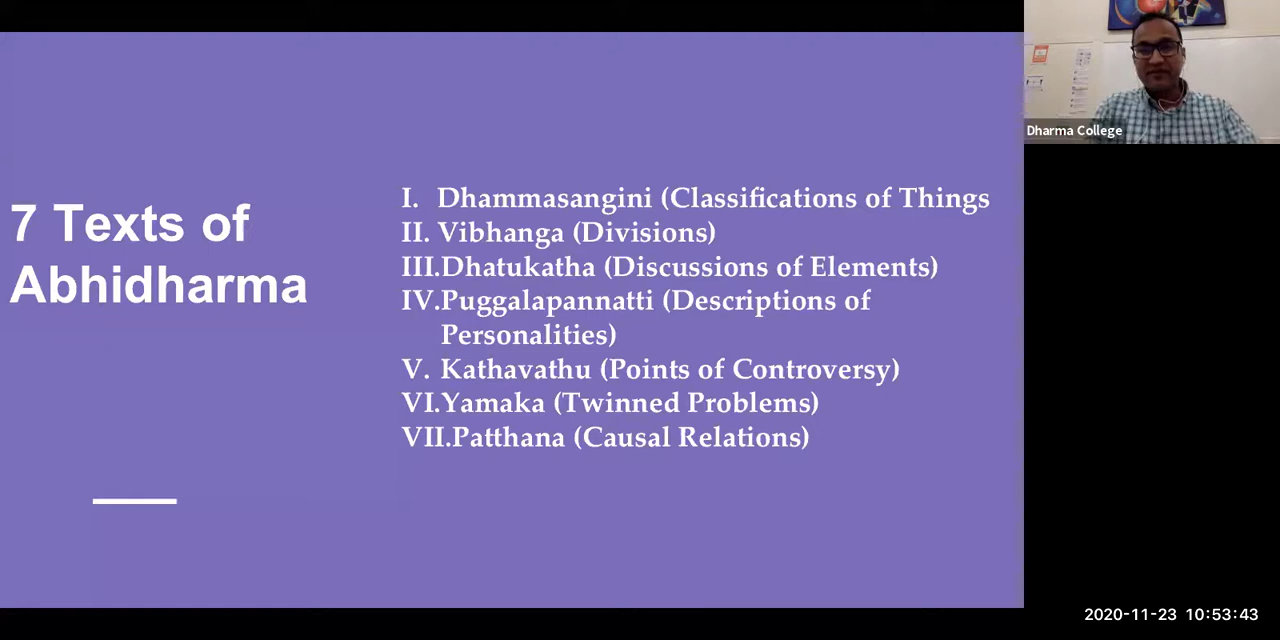 7 Texts of
Abhidharma
I. Dhammasangini (Classifications of Things
II. Vibhanga (Divisions)
III.Dhatukatha (Discussions of Elements)
IV.Puggalapannatti (Descriptions of
Personalities)
V. Kathavathu (Points of Controversy)
VI.Yamaka (Twinned Problems)
VII.Patthana (Causal Relations)
Dharma College
2020-11-23 10:53:43